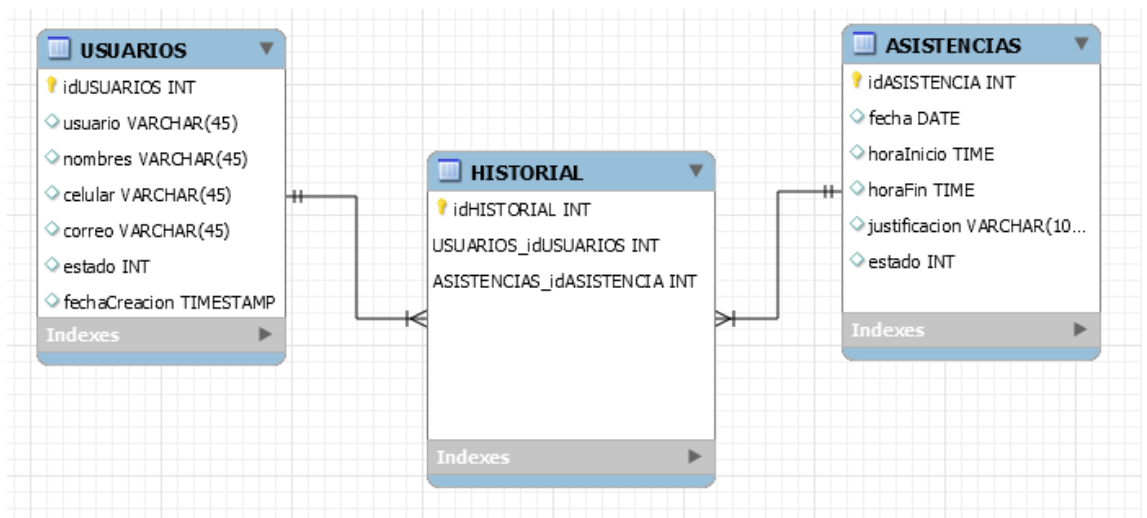 USUARIOS
idUSUARIOS INT
usuario VARCHAR(45)
nombres VARCHAR(45)
celular VARCHAR(45)
correo VARCHAR(45)
estado INT
fechaCreacion TIMESTAMP
Indexes
HISTORIAL
idHISTORIAL INT
USUARIOS_idUSUARIOS INT
ASISTENCIAS_idASISTENCIA INT
Indexes
ASISTENCIAS
idASISTENCIA INT
fecha DATE
horaInicio TIME
horaFin TIME
justificacion VARCHAR(10...
estado INT
Indexes